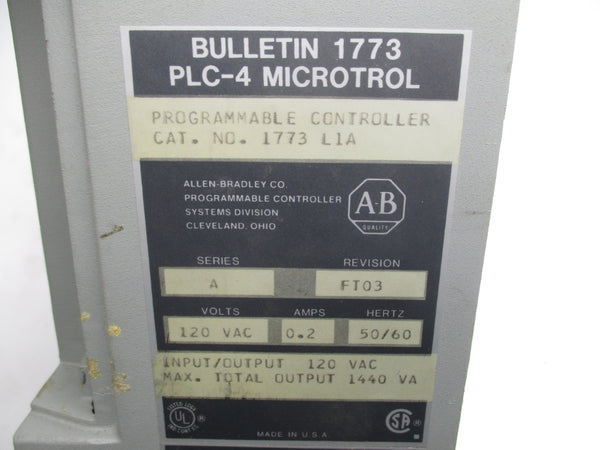 BULLETIN 1773
PLC-4 MICROTROL
PROGRAMMABLE CONTROLLER
CAT. NO. 1773 L1A
ALLEN-BRADLEY CO.
PROGRAMMABLE CONTROLLER
SYSTEMS DIVISION
CLEVELAND, OHIO
A-B
QUALITY
SERIES REVISION
A FT03
VOLTS AMPS HERTZ
120 VAC 0.2 50/60
INPUT/OUTPUT 120 VAC
MAX. TOTAL OUTPUT 1440 VA
UL ®
SA ®
MADE IN U.S.A.